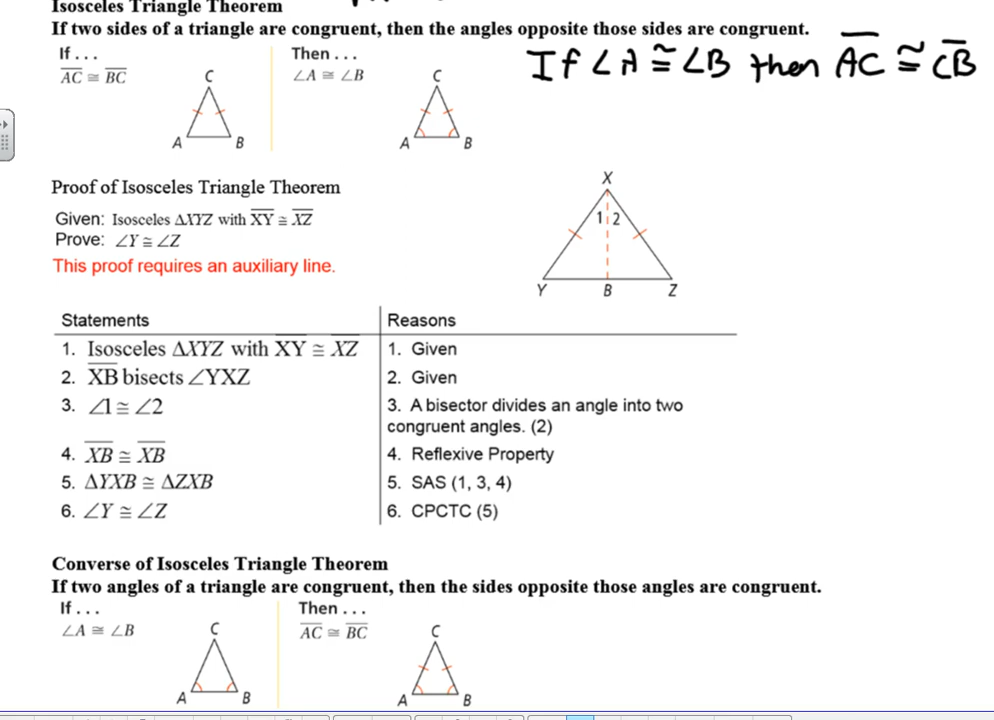 Isosceles Triangle Theorem
If two sides of a triangle are congruent, then the angles opposite those sides are congruent.
If . . . Then . . . If ∠A ≅ ∠B then AC ≅ CB
AC ≅ BC ∠A ≅ ∠B
C C
A B A B
Proof of Isosceles Triangle Theorem
X
Given: Isosceles ΔXYZ with XY ≅ XZ
1 2
Prove: ∠Y ≅ ∠Z
This proof requires an auxiliary line.
Y B Z
Statements Reasons
1. Isosceles ΔXYZ with XY ≅ XZ 1. Given
2. XB bisects ∠YXZ 2. Given
3. ∠1 ≅ ∠2 3. A bisector divides an angle into two
congruent angles. (2)
4. XB ≅ XB 4. Reflexive Property
5. ΔYXB ≅ ΔZXB 5. SAS (1, 3, 4)
6. ∠Y ≅ ∠Z 6. CPCTC (5)
Converse of Isosceles Triangle Theorem
If two angles of a triangle are congruent, then the sides opposite those angles are congruent.
If . . . Then . . .
∠A ≅ ∠B AC ≅ BC
C C
A B A B